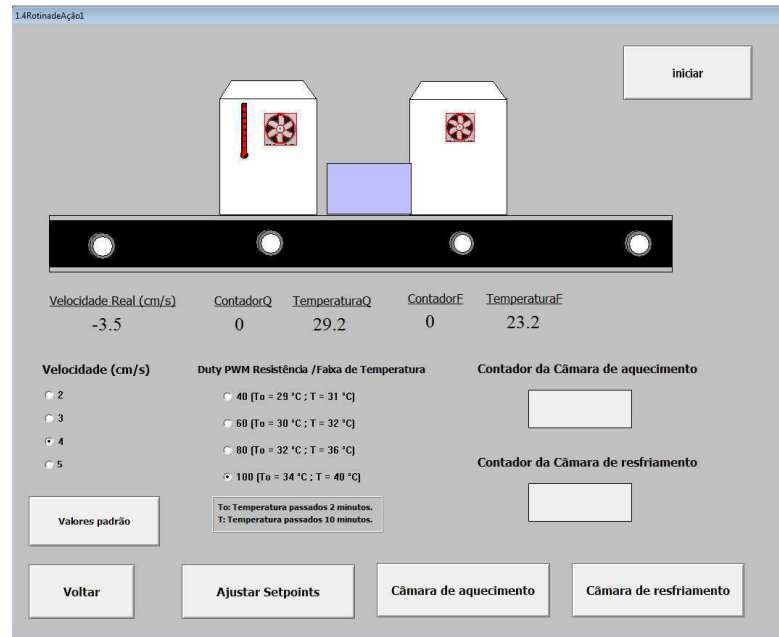 1.4RotinadeAção1
iniciar
Velocidade Real (cm/s) ContadorQ TemperaturaQ ContadorF TemperaturaF
-3.5 0 29.2 0 23.2
Velocidade (cm/s) Duty PWM Resistência /Faixa de Temperatura Contador da Câmara de aquecimento
2
3
4
5
40 (To = 29 °C ; T = 31 °C)
60 (To = 30 °C ; T = 32 °C)
80 (To = 32 °C ; T = 36 °C)
100 (To = 34 °C ; T = 40 °C)
Contador da Câmara de resfriamento
To: Temperatura passados 2 minutos.
T: Temperatura passados 10 minutos.
Valores padrão
Voltar Ajustar Setpoints Câmara de aquecimento Câmara de resfriamento